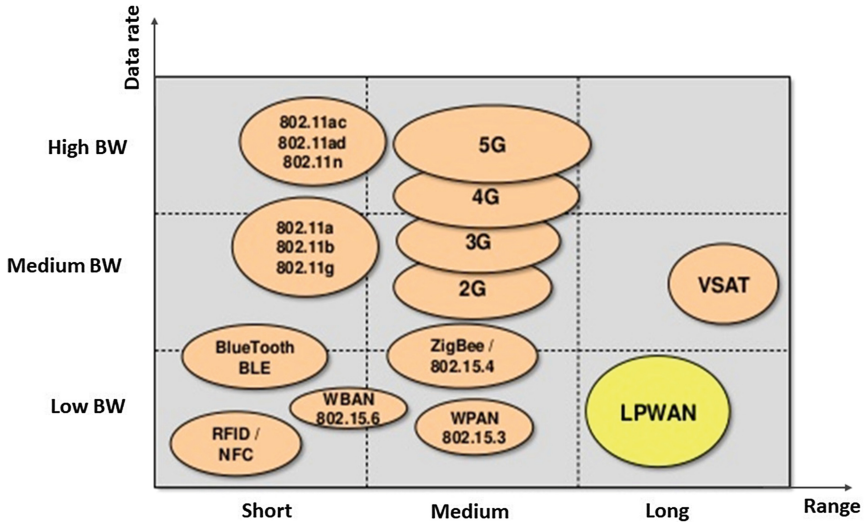 Data rate
High BW
Medium BW
Low BW
802.11ac
802.11ad
802.11n
5G
4G
802.11a
802.11b
802.11g
3G
2G
VSAT
BlueTooth
BLE
ZigBee /
802.15.4
WBAN
802.15.6
WPAN
802.15.3
LPWAN
RFID /
NFC
Short
Medium
Long
Range